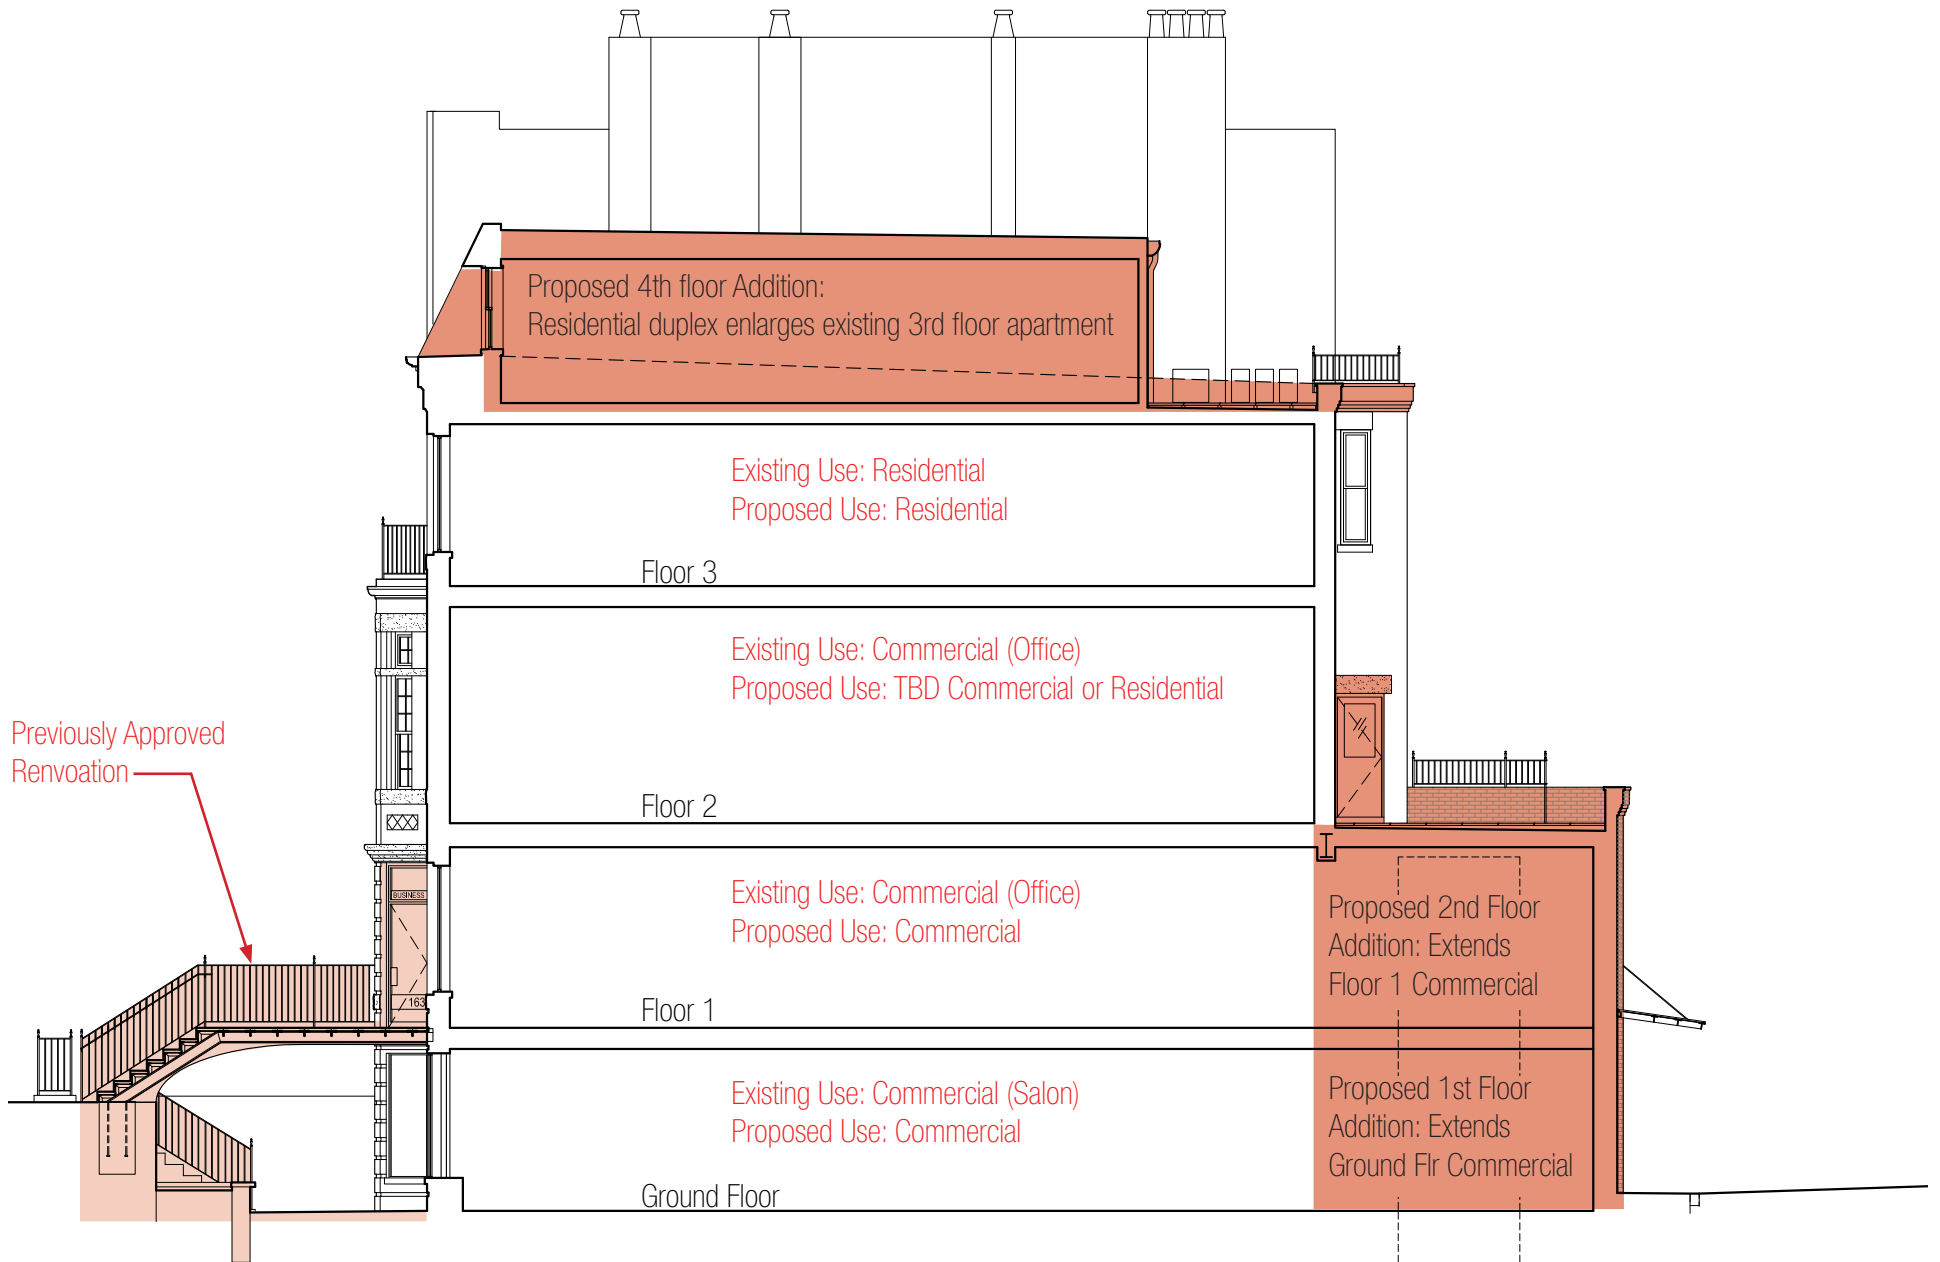 Proposed 4th floor Addition:
Residential duplex enlarges existing 3rd floor apartment
Existing Use: Residential
Proposed Use: Residential
Floor 3
Existing Use: Commercial (Office)
Proposed Use: TBD Commercial or Residential
Floor 2
Previously Approved
Renvoation
BUSINESS
163
Existing Use: Commercial (Office)
Proposed Use: Commercial
Floor 1
Proposed 2nd Floor
Addition: Extends
Floor 1 Commercial
Existing Use: Commercial (Salon)
Proposed Use: Commercial
Ground Floor
Proposed 1st Floor
Addition: Extends
Ground Flr Commercial